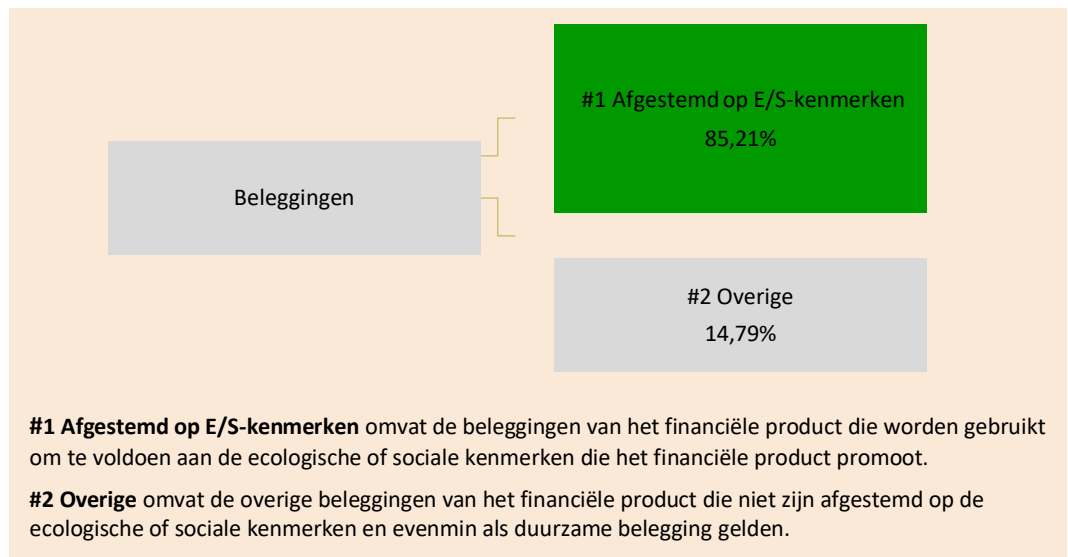 #1 Afgestemd op E/S-kenmerken
85,21%
Beleggingen
#2 Overige
14,79%
#1 Afgestemd op E/S-kenmerken omvat de beleggingen van het financiële product die worden gebruikt
om te voldoen aan de ecologische of sociale kenmerken die het financiële product promoot.
#2 Overige omvat de overige beleggingen van het financiële product die niet zijn afgestemd op de
ecologische of sociale kenmerken en evenmin als duurzame belegging gelden.